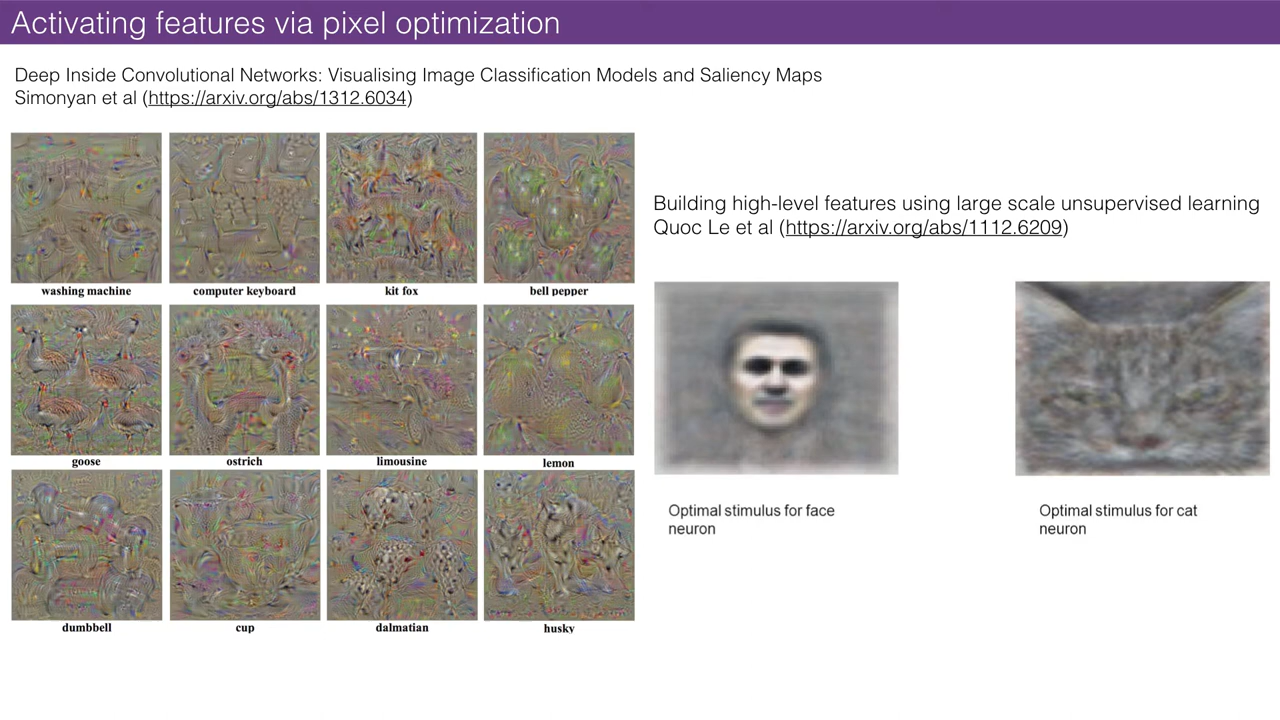 Activating features via pixel optimization
Deep Inside Convolutional Networks: Visualising Image Classification Models and Saliency Maps
Simonyan et al (https://arxiv.org/abs/1312.6034)
washing machine
computer keyboard
kit fox
bell pepper
goose
ostrich
limousine
lemon
dumbbell
cup
dalmatian
husky
Building high-level features using large scale unsupervised learning
Quoc Le et al (https://arxiv.org/abs/1112.6209)
Optimal stimulus for face
neuron
Optimal stimulus for cat
neuron